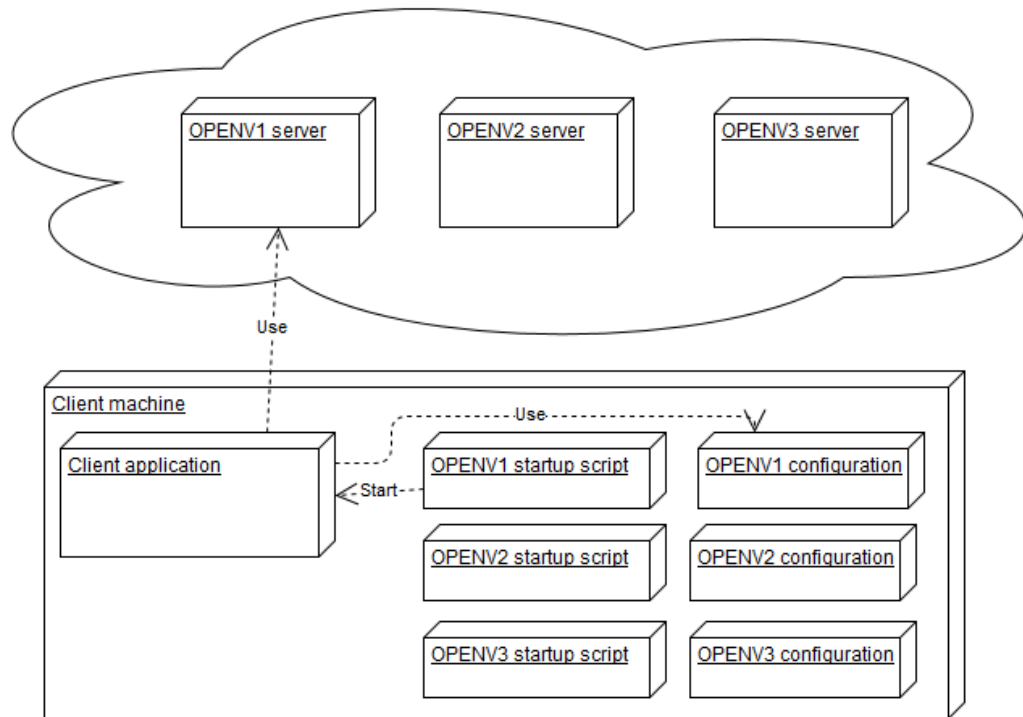 OPENV1 server
OPENV2 server
OPENV3 server
Use
Client machine
Use
Client application
OPENV1 startup script
OPENV1 configuration
Start
OPENV2 startup script
OPENV2 configuration
OPENV3 startup script
OPENV3 configuration